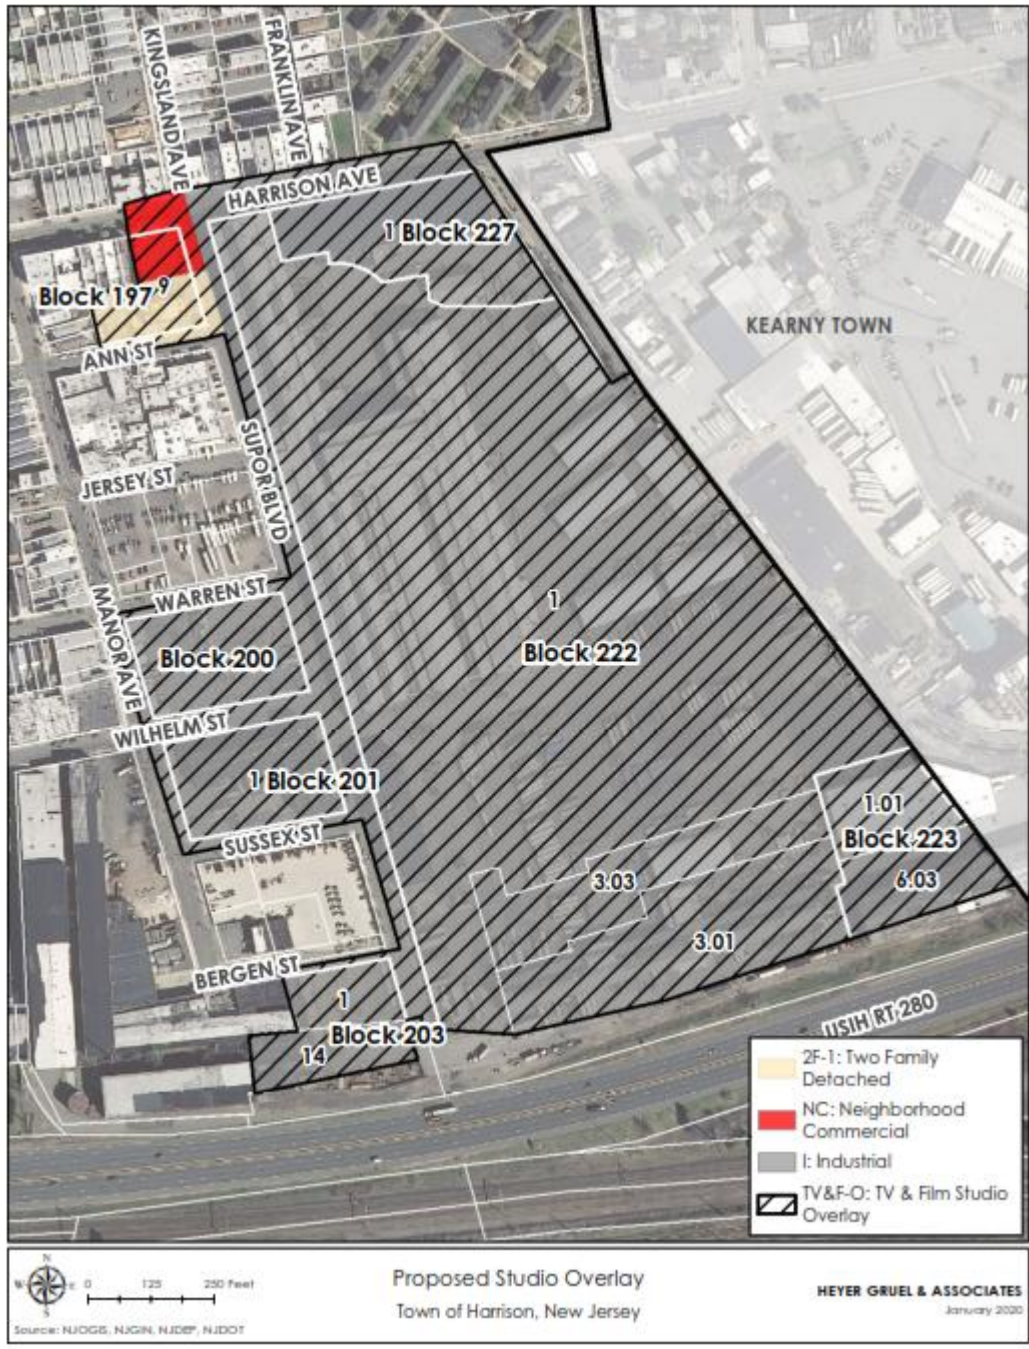 KINGSLAND AVE
FRANKLIN AVE
HARRISON AVE
1 Block 227
Block 197 9
KEARNY TOWN
ANN ST
SUPOR BLVD
JERSEY ST
MANOR AVE
WARREN ST
1
Block 200
Block 222
WILHELM ST
1 Block 201
1.01
SUSSEX ST
Block 223
3.03
6.03
3.01
BERGEN ST
1
USIH RT 280
Block 203
14
2F-1: Two Family
Detached
NC: Neighborhood
Commercial
I: Industrial
TV&F-O: TV & Film Studio
Overlay
N
W
E
S
0 125 250 Feet
Source: NJOGIS, NJGIN, NJDEP, NJDOT
Proposed Studio Overlay
Town of Harrison, New Jersey
HEYER GRUEL & ASSOCIATES
January 2020